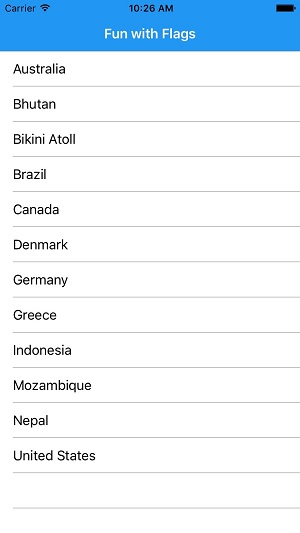 Carrier 10:26 AM
Fun with Flags
Australia
Bhutan
Bikini Atoll
Brazil
Canada
Denmark
Germany
Greece
Indonesia
Mozambique
Nepal
United States